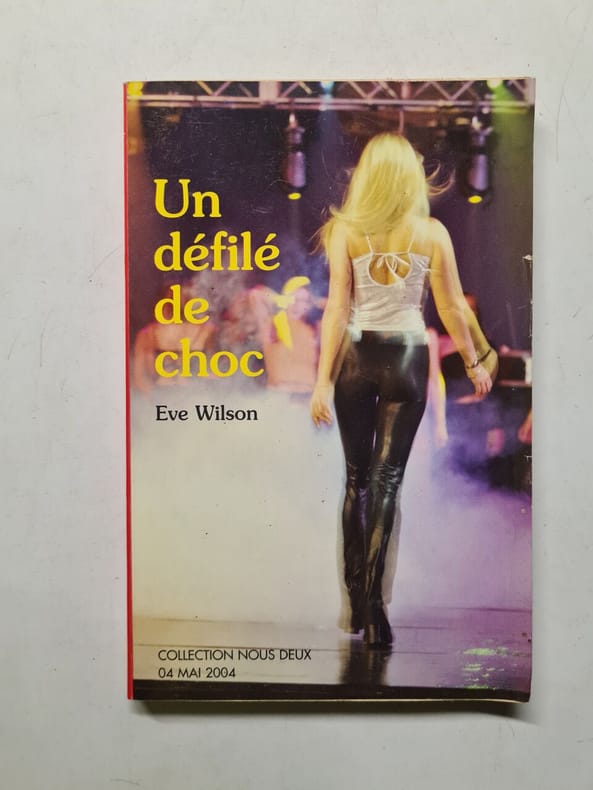 Un
défilé
de
choc
Eve Wilson
COLLECTION NOUS DEUX
04 MAI 2004